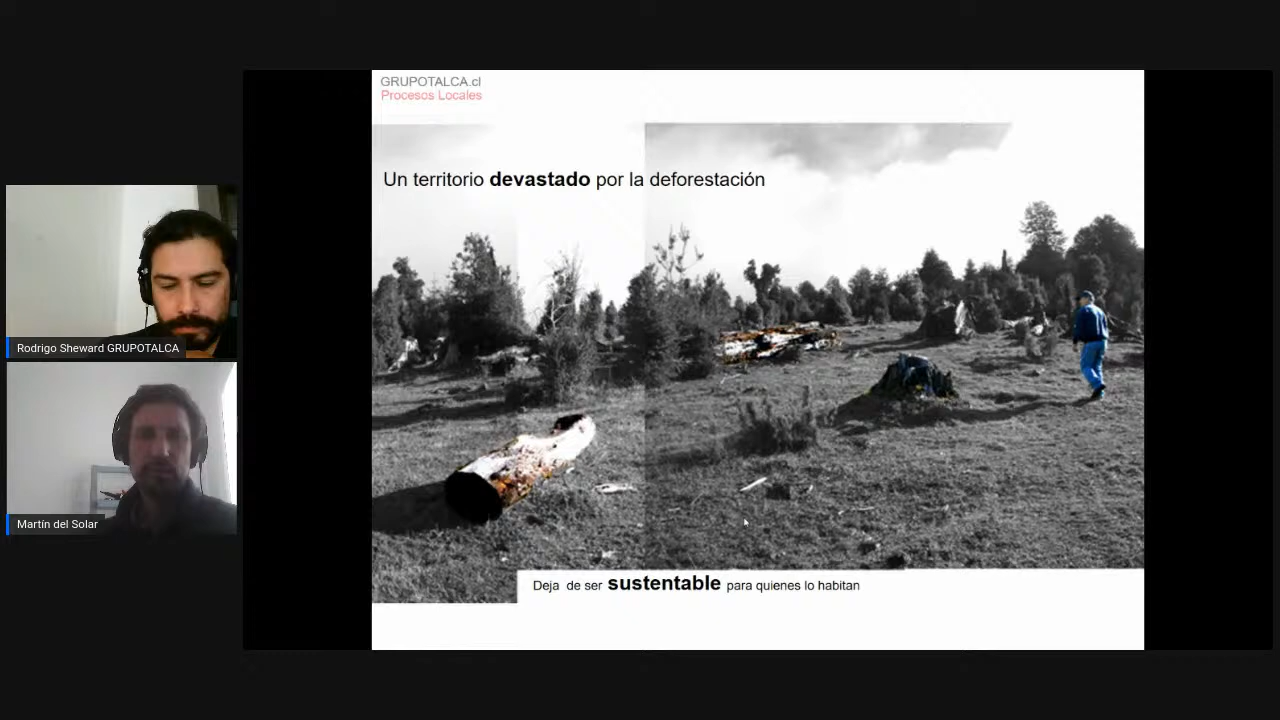 GRUPOTALCA.cl
Procesos Locales
Un territorio devastado por la deforestación
Rodrigo Sheward GRUPOTALCA
Martín del Solar
Deja de ser sustentable para quienes lo habitan